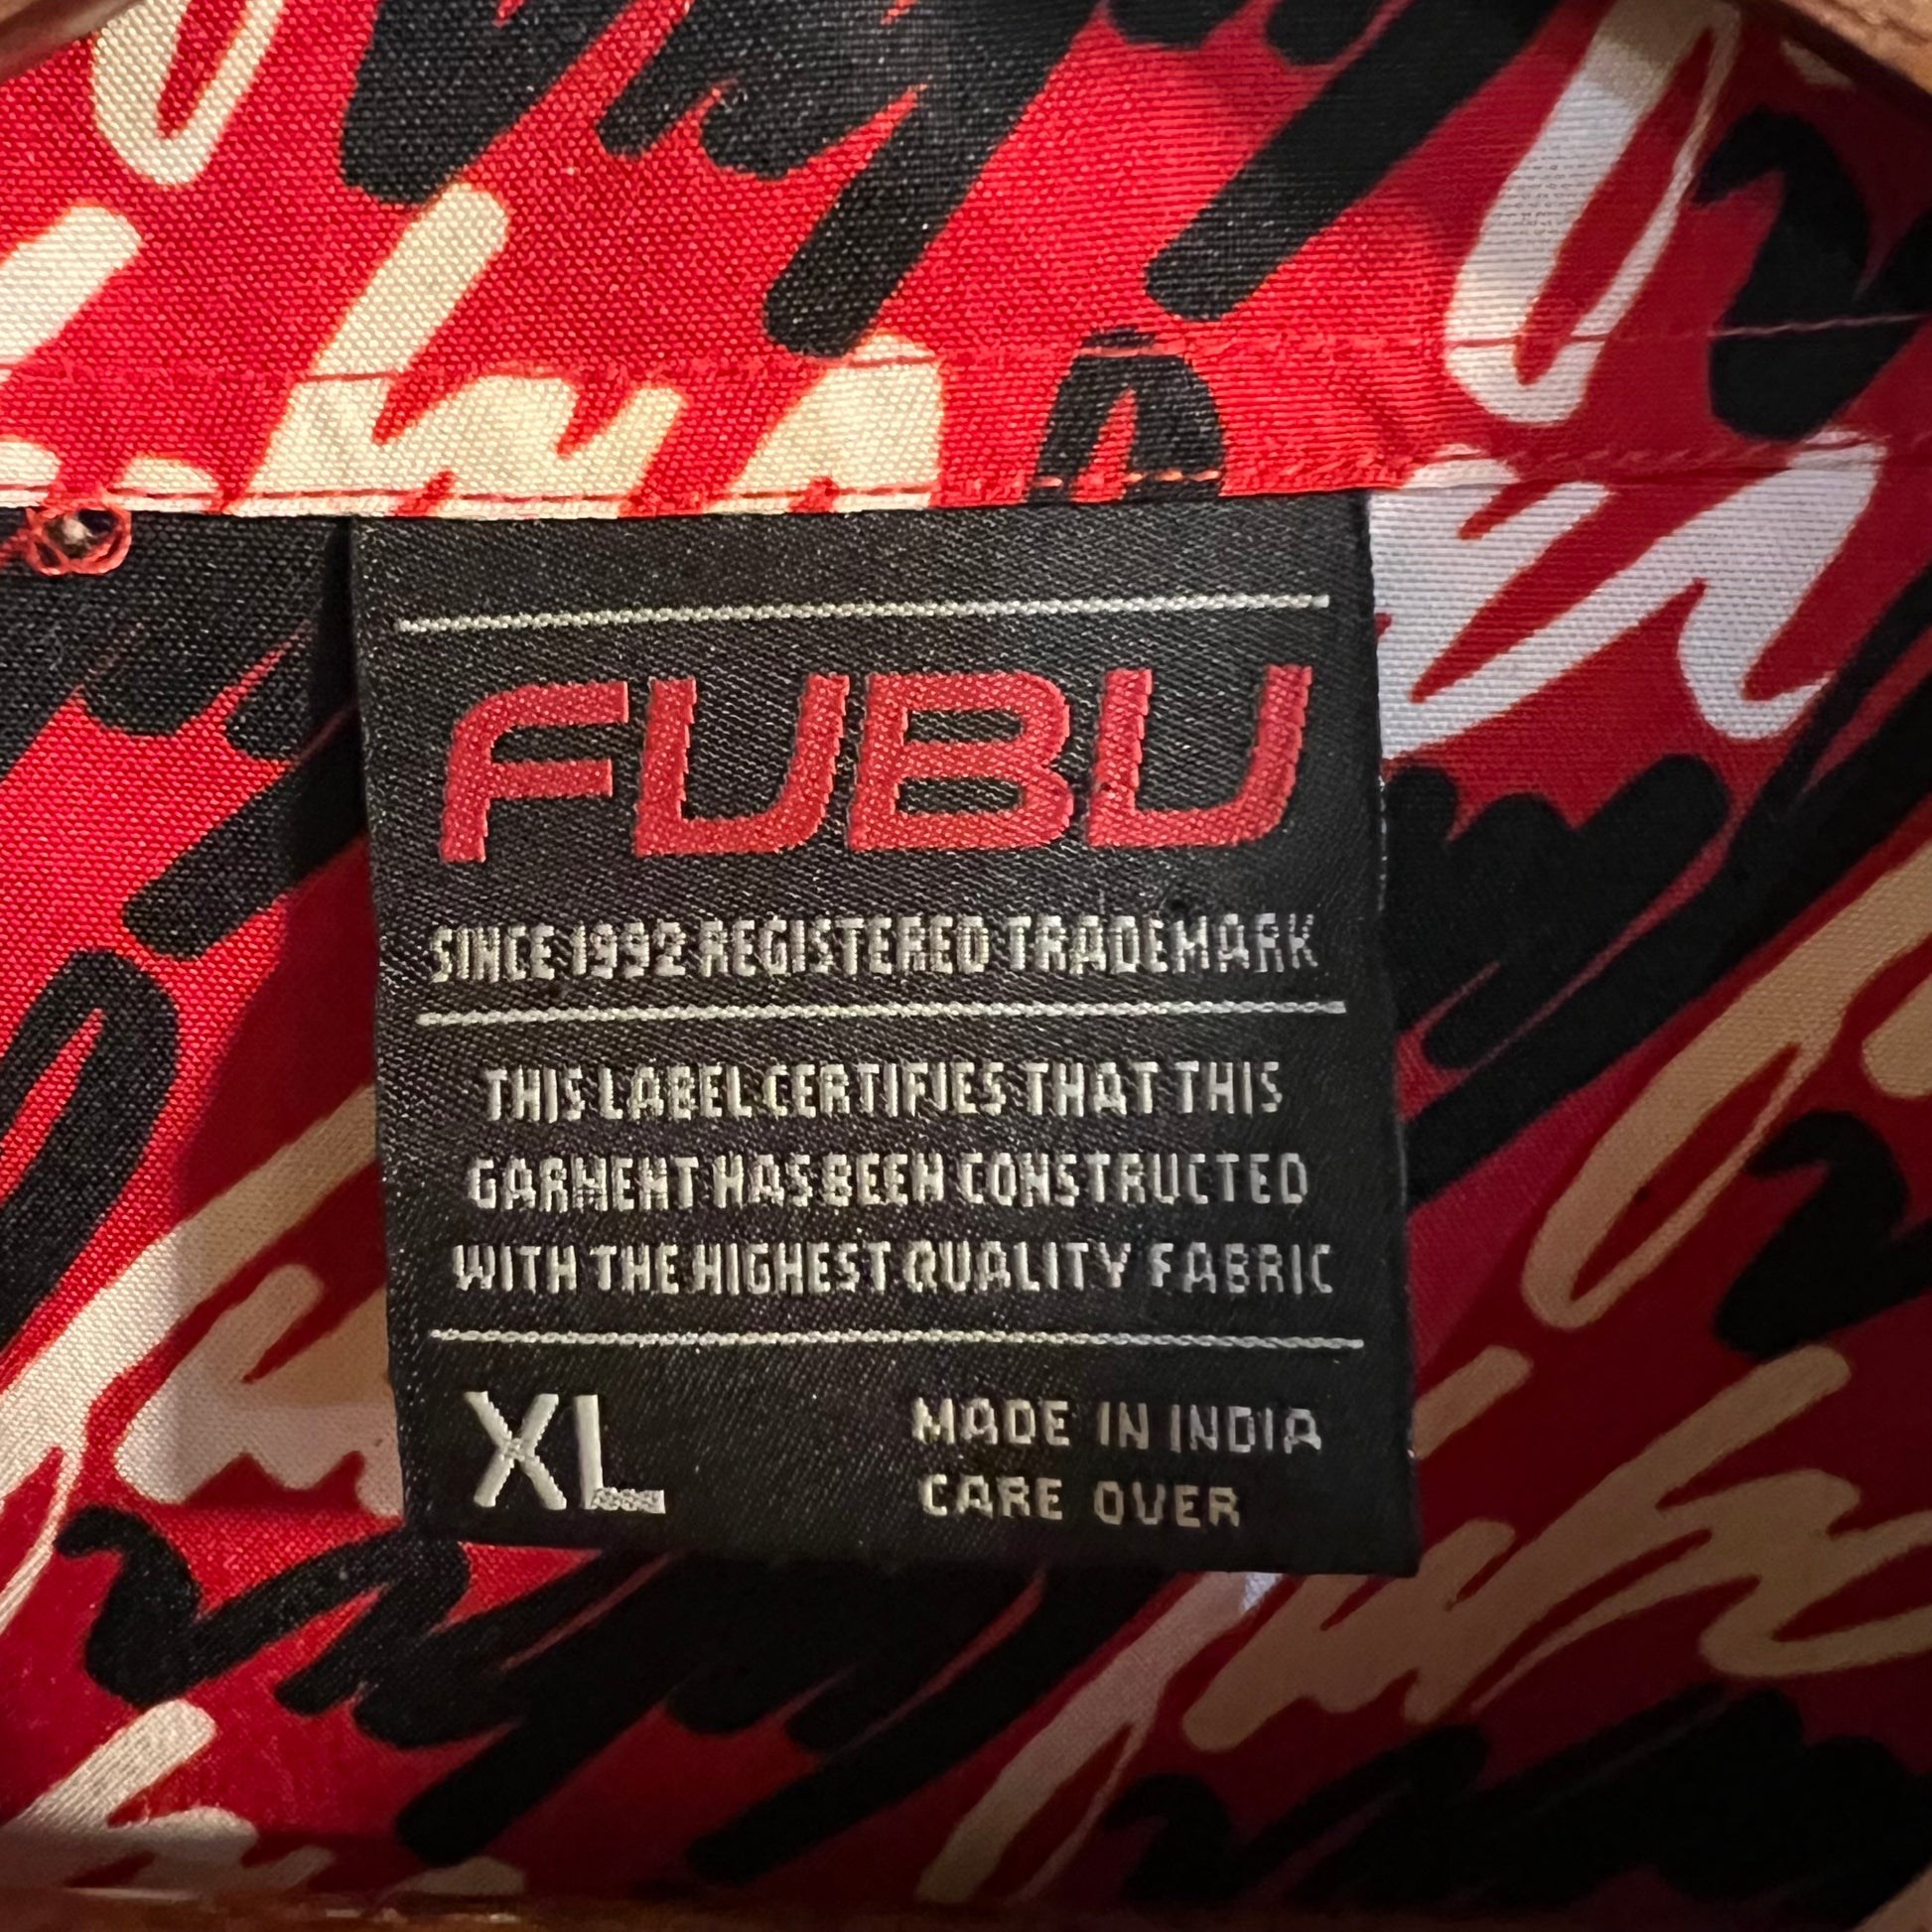 FUBU
SINCE 1992 REGISTERED TRADEMARK
THIS LABEL CERTIFIES THAT THIS
GARMENT HAS BEEN CONSTRUCTED
WITH THE HIGHEST QUALITY FABRIC
XL
MADE IN INDIA
CARE OVER